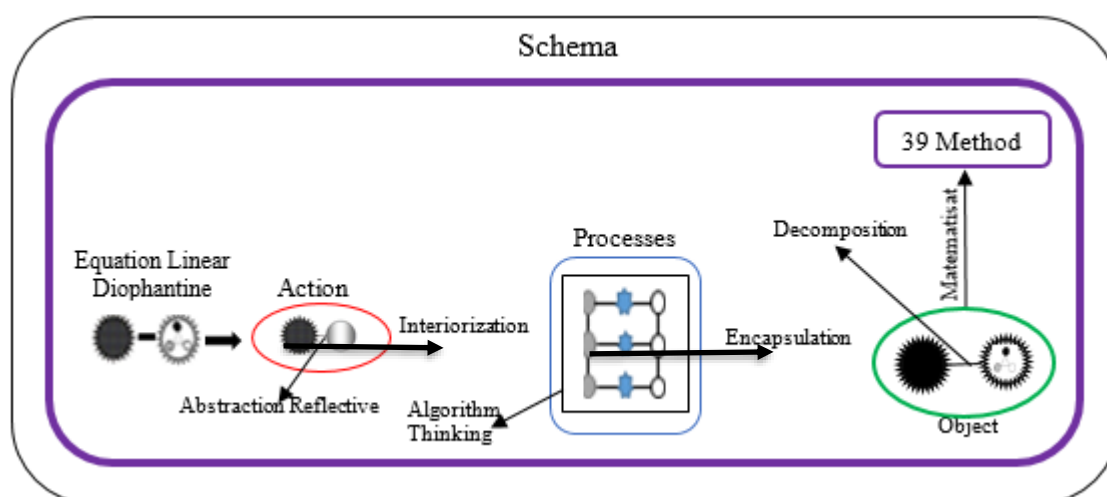 Schema
39 Method
Matematisat
Decomposition
Processes
Equation Linear
Diophantine
Action
Interiorization
Encapsulation
Abstraction Reflective
Algorithm
Thinking
Object